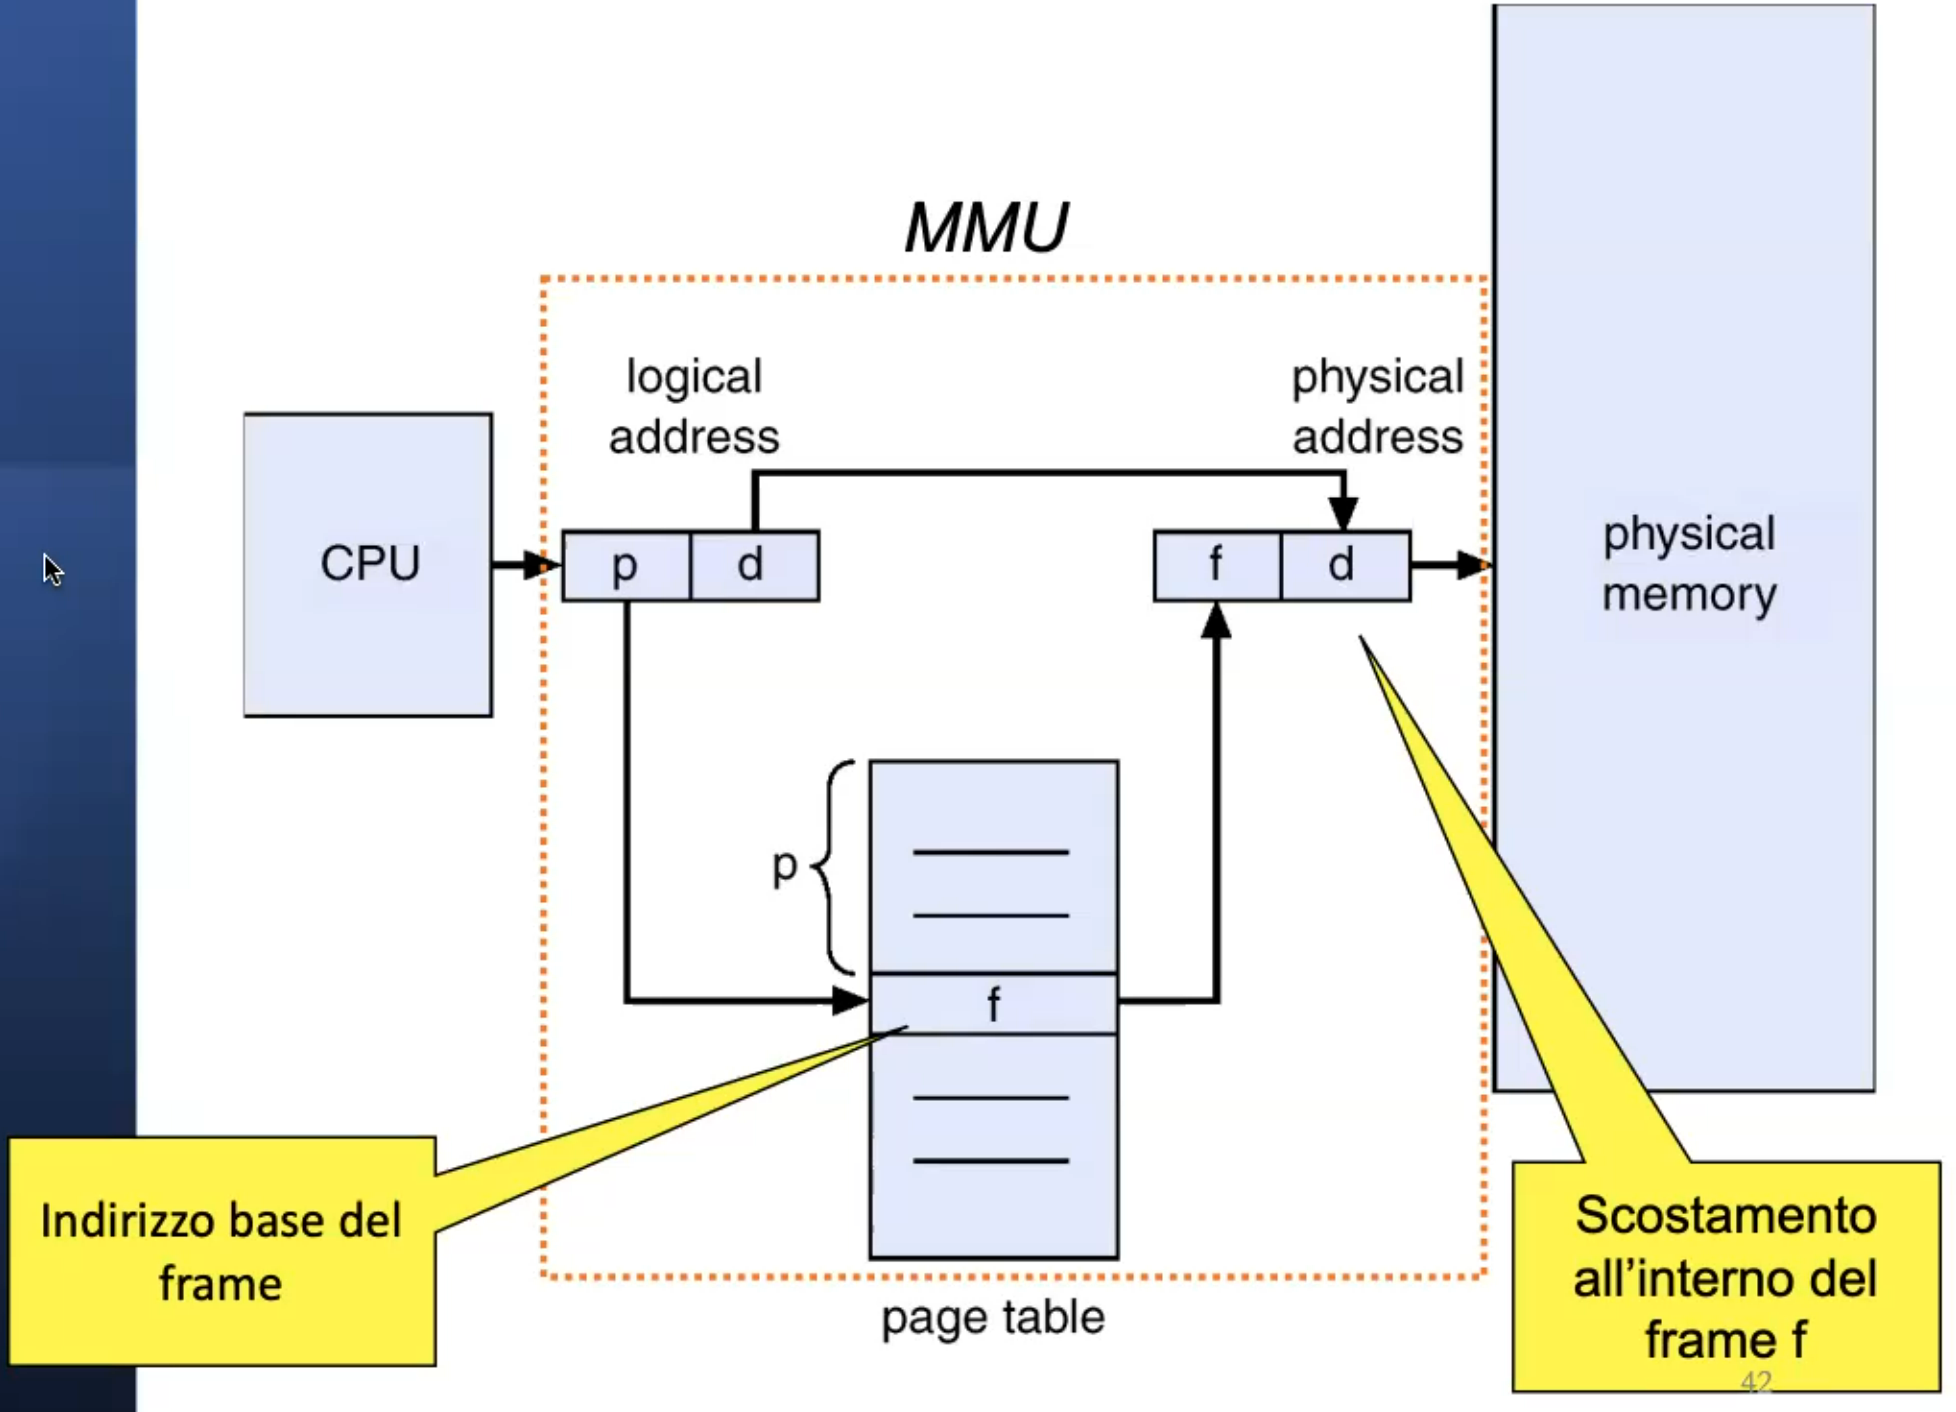 MMU
logical
address
physical
address
CPU
p
d
f
d
physical
memory
p
f
Indirizzo base del
frame
page table
Scostamento
all’interno del
frame f
42